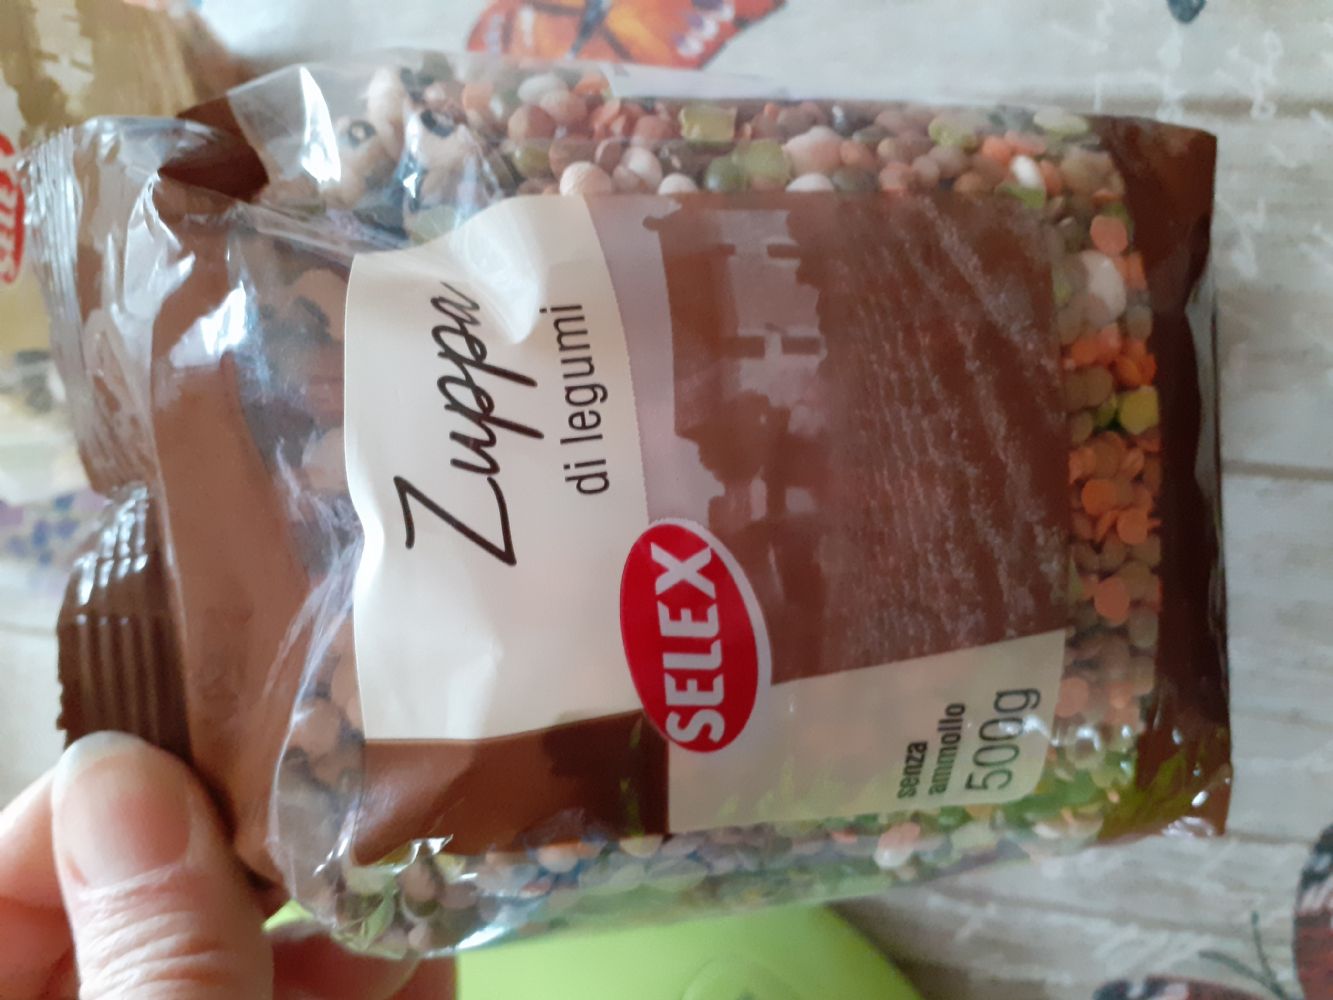 Zuppa
di legumi
SELEX
senza
ammollo
500g